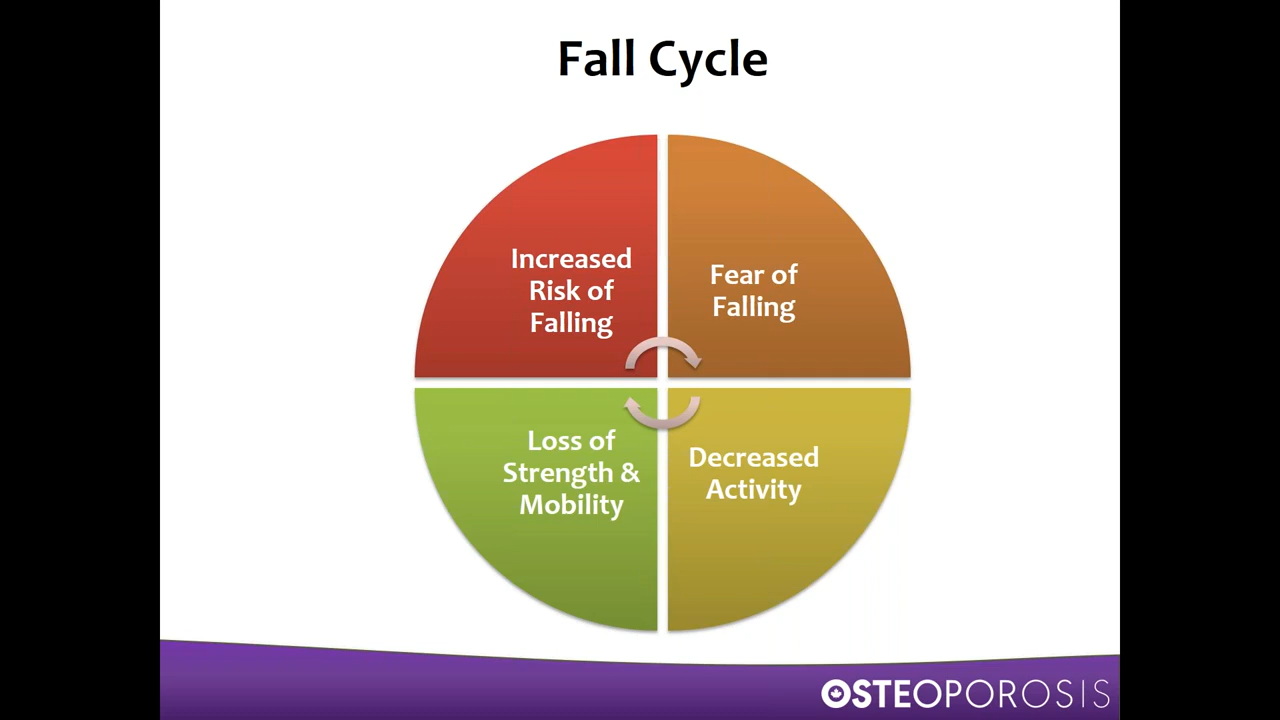 Fall Cycle
Increased
Risk of
Falling
Fear of
Falling
Loss of
Strength &
Mobility
Decreased
Activity
OSTEOPOROSIS